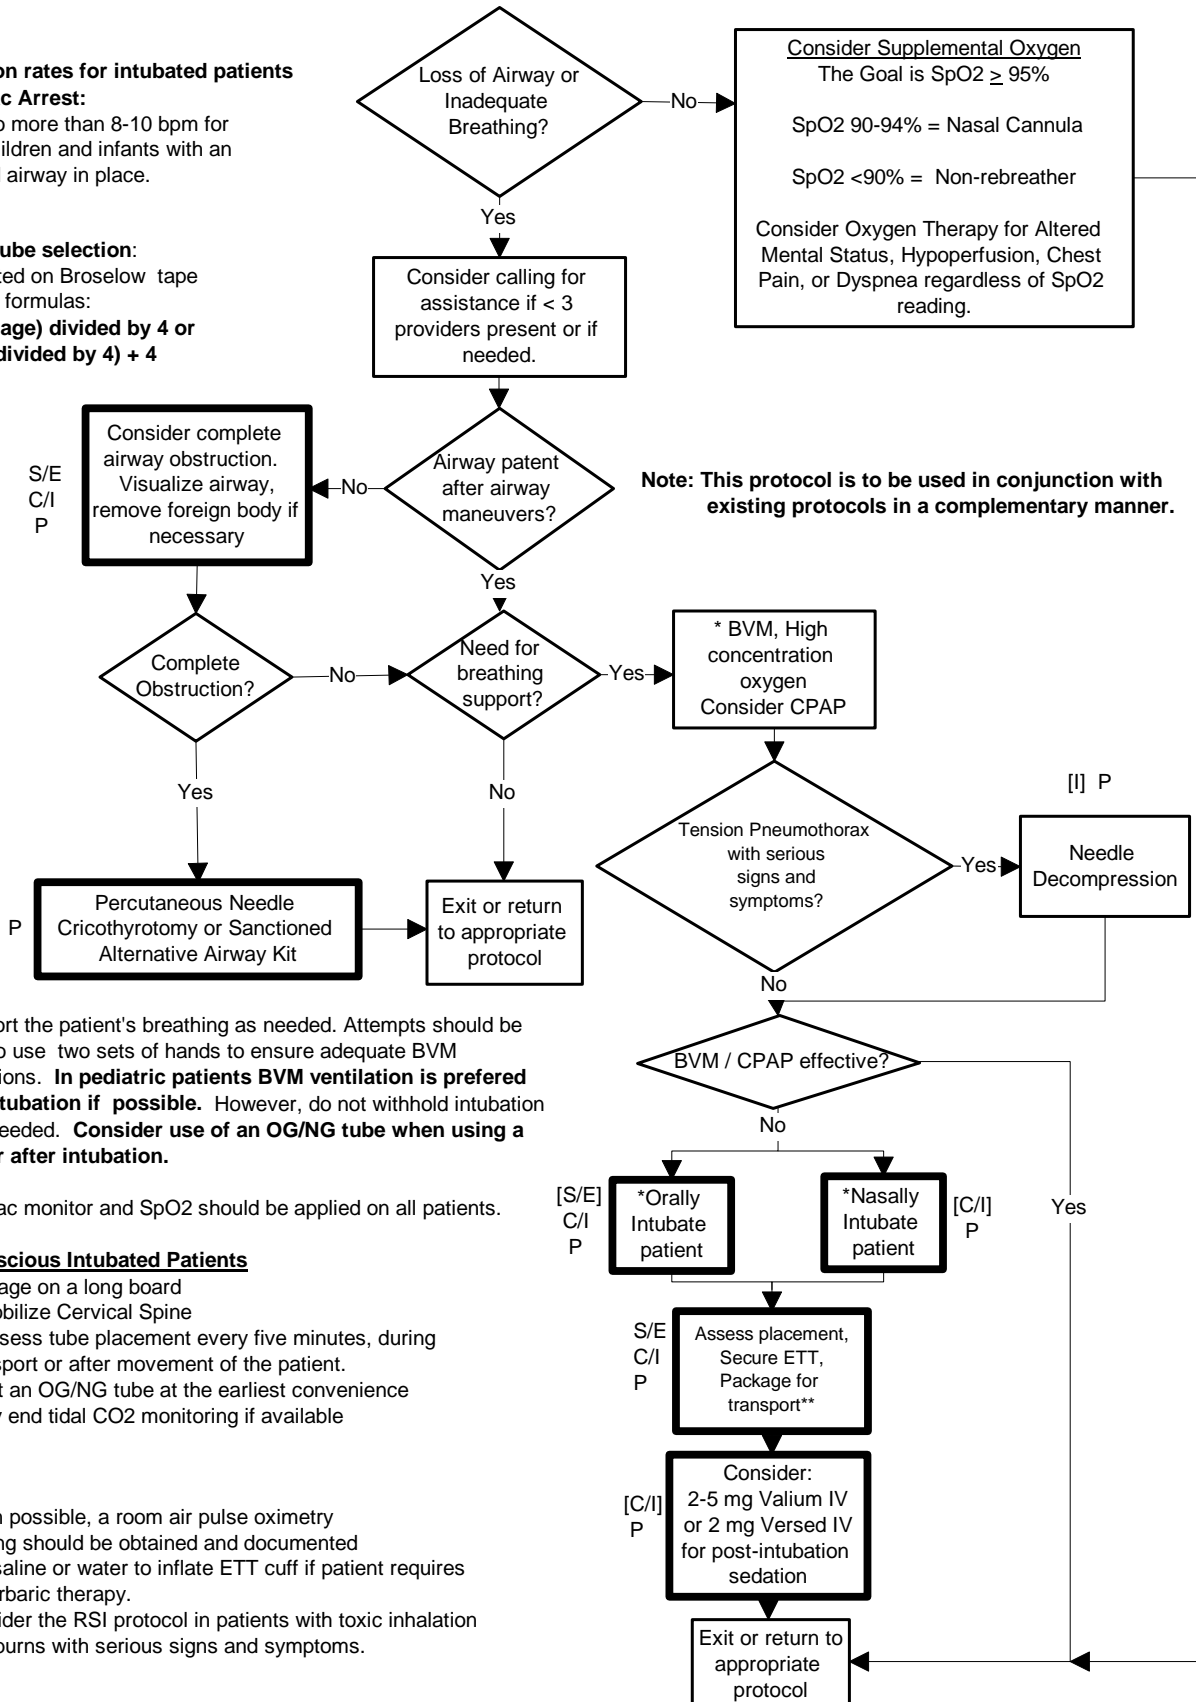 on rates for intubated patients
c Arrest:
o more than 8-10 bpm for
ildren and infants with an
airway in place.
ube selection:
ted on Broselow tape
formulas:
age) divided by 4 or
divided by 4) + 4
Loss of Airway or
Inadequate
Breathing?
No
Consider Supplemental Oxygen
The Goal is SpO2 ≥ 95%
SpO2 90-94% = Nasal Cannula
SpO2 <90% = Non-rebreather
Consider Oxygen Therapy for Altered
Mental Status, Hypoperfusion, Chest
Pain, or Dyspnea regardless of SpO2
reading.
Yes
Consider calling for
assistance if < 3
providers present or if
needed.
S/E
C/I
P
Consider complete
airway obstruction.
Visualize airway,
remove foreign body if
necessary
No
Airway patent
after airway
maneuvers?
Note: This protocol is to be used in conjunction with
existing protocols in a complementary manner.
Yes
Complete
Obstruction?
No
Need for
breathing
support?
Yes
* BVM, High
concentration
oxygen
Consider CPAP
Yes
No
Tension Pneumothorax
with serious
signs and
symptoms?
Yes
[I] P
Needle
Decompression
P
Percutaneous Needle
Cricothyrotomy or Sanctioned
Alternative Airway Kit
Exit or return
to appropriate
protocol
No
ort the patient's breathing as needed. Attempts should be
o use two sets of hands to ensure adequate BVM
ions. In pediatric patients BVM ventilation is prefered
tubation if possible. However, do not withhold intubation
eeded. Consider use of an OG/NG tube when using a
r after intubation.
BVM / CPAP effective?
No
Yes
ac monitor and SpO2 should be applied on all patients.
[S/E]
C/I
P
*Orally
Intubate
patient
*Nasally
Intubate
patient
[C/I]
P
scious Intubated Patients
age on a long board
obilize Cervical Spine
ssess tube placement every five minutes, during
sport or after movement of the patient.
t an OG/NG tube at the earliest convenience
y end tidal CO2 monitoring if available
S/E
C/I
P
Assess placement,
Secure ETT,
Package for
transport**
[C/I]
P
Consider:
2-5 mg Valium IV
or 2 mg Versed IV
for post-intubation
sedation
n possible, a room air pulse oximetry
ng should be obtained and documented
saline or water to inflate ETT cuff if patient requires
rbaric therapy.
ider the RSI protocol in patients with toxic inhalation
ourns with serious signs and symptoms.
Exit or return to
appropriate
protocol